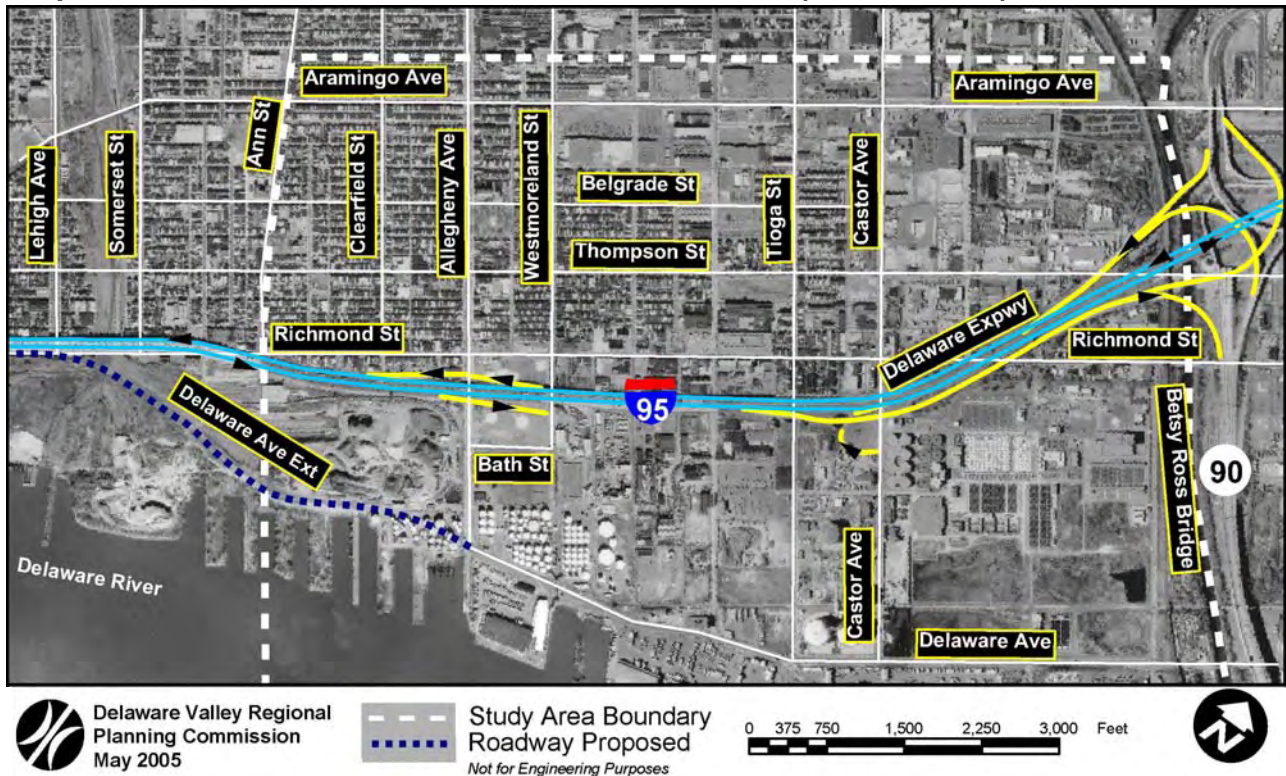 Aramingo Ave
Aramingo Ave
Lehigh Ave
Somerset St
Ann St
Clearfield St
Allegheny Ave
Westmoreland St
Belgrade St
Thompson St
Tioga St
Castor Ave
Richmond St
Delaware Expwy
Richmond St
95
Delaware Ave Ext
Bath St
Betsy Ross Bridge
90
Delaware River
Castor Ave
Delaware Ave
Delaware Valley Regional
Planning Commission
May 2005
Study Area Boundary
Roadway Proposed
Not for Engineering Purposes
0 375 750 1,500 2,250 3,000 Feet
N